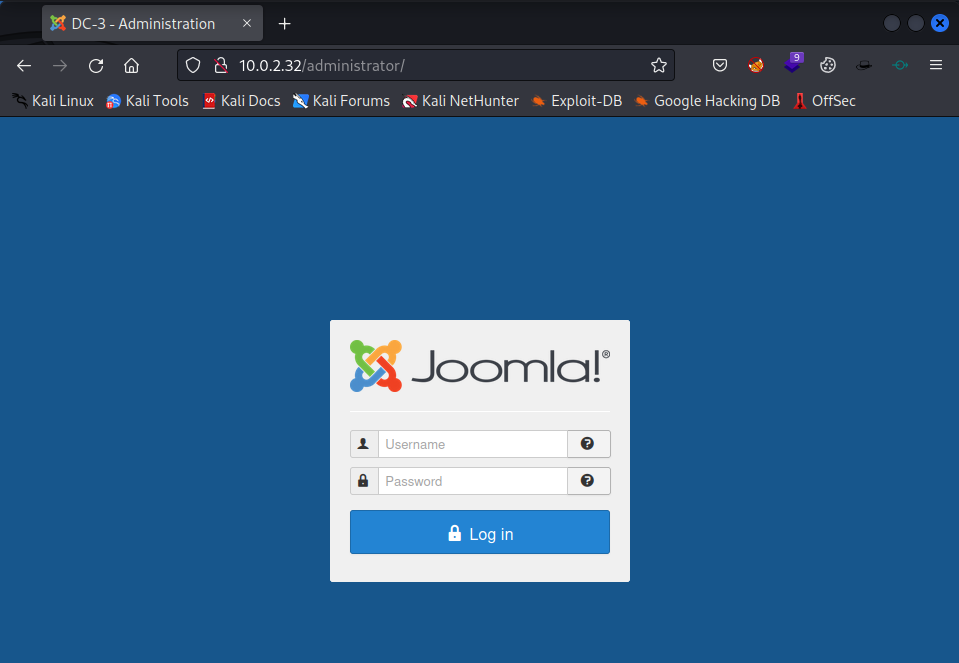 DC-3 - Administration
10.0.2.32/administrator/
9
Kali Linux Kali Tools Kali Docs Kali Forums Kali NetHunter Exploit-DB Google Hacking DB OffSec
Joomla!®
Username
Password
Log in